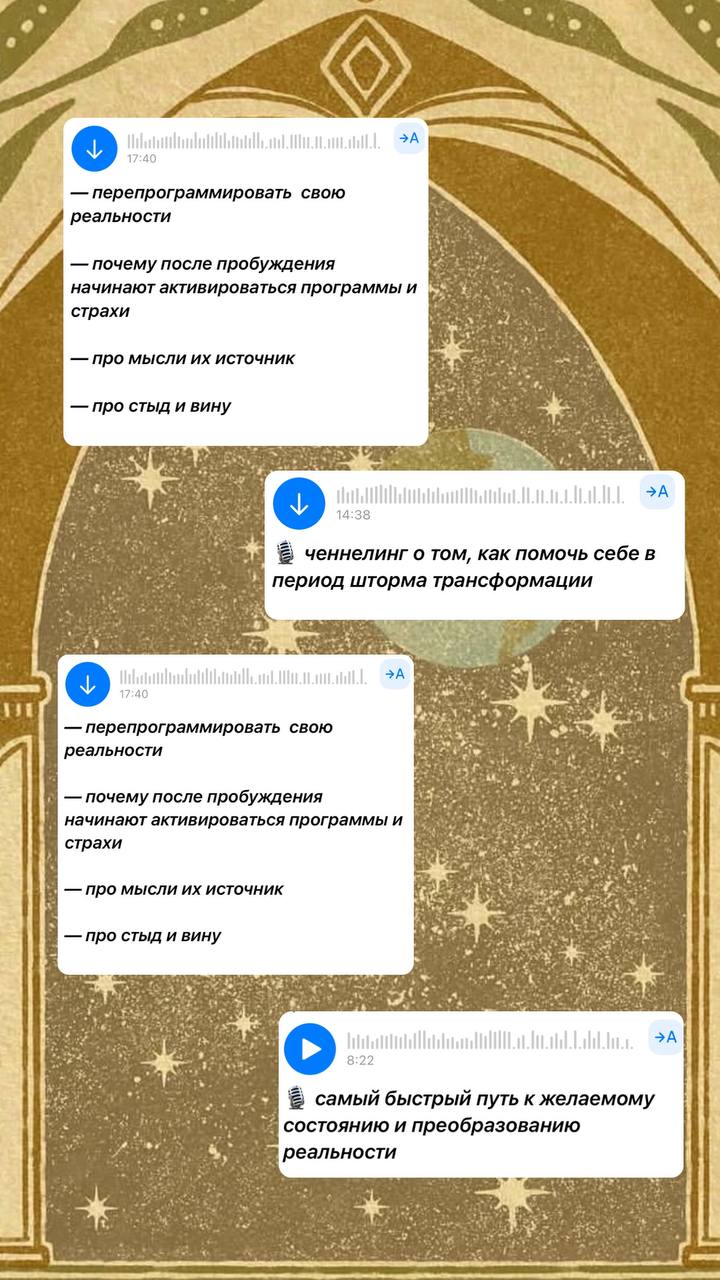 →A
17:40
— перепрограммировать  свою
реальности
— почему после пробуждения
начинают активироваться программы и
страхи
— про мысли их источник
— про стыд и вину
→A
14:38
🎙 ченнелинг о том, как помочь себе в
период шторма трансформации
→A
17:40
— перепрограммировать  свою
реальности
— почему после пробуждения
начинают активироваться программы и
страхи
— про мысли их источник
— про стыд и вину
→A
8:22
🎙 самый быстрый путь к желаемому
состоянию и преобразованию
реальности